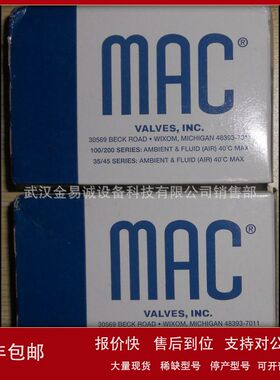 MAC®
VALVES, INC.
30569 BECK ROAD • WIXOM, MICHIGAN 48393-7011
100/200 SERIES: AMBIENT & FLUID (AIR) 40°C MAX
35/45 SERIES: AMBIENT & FLUID (AIR) 40°C MAX
武汉金易诚设备科技有限公司销售部
MAC®
VALVES, INC.
30569 BECK ROAD • WIXOM, MICHIGAN 48393-7011
包邮
报价快 售后到位 支持对公
大量现货 稀缺型号 停产型号